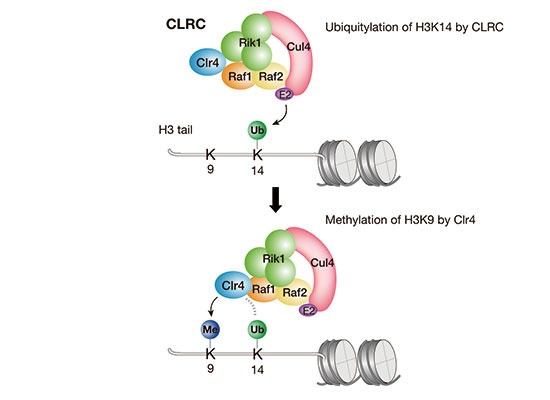 CLRC
Ubiquitylation of H3K14 by CLRC
Rik1
Cul4
Clr4
Raf1
Raf2
E2
H3 tail
Ub
K
K
9
14
Methylation of H3K9 by Clr4
Rik1
Cul4
Clr4
Raf1
Raf2
E2
Me
Ub
K
K
9
14